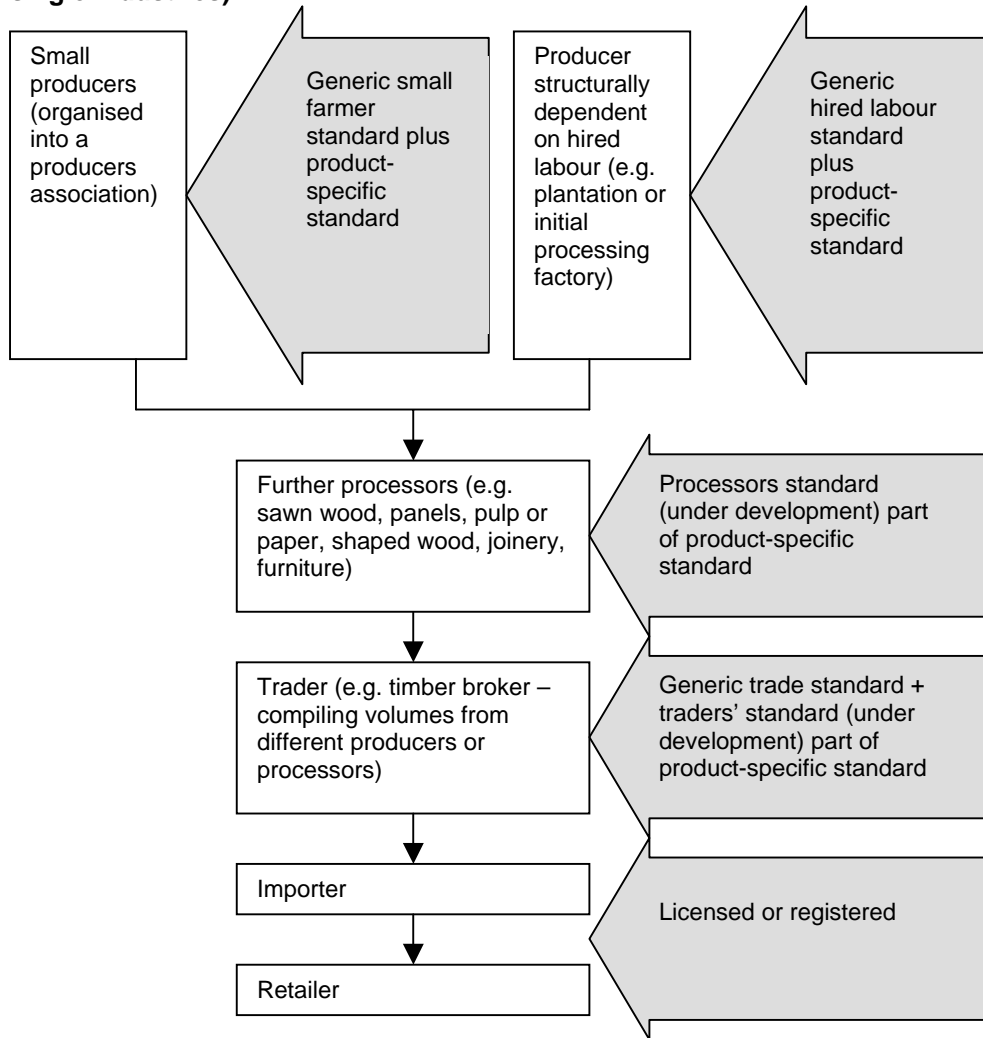 Small
producers
(organised
into a
producers
association)
Generic small
farmer
standard plus
product-
specific
standard
Producer
structurally
dependent
on hired
labour (e.g.
plantation or
initial
processing
factory)
Generic
hired labour
standard
plus
product-
specific
standard
Further processors (e.g.
sawn wood, panels, pulp or
paper, shaped wood, joinery,
furniture)
Processors standard
(under development) part
of product-specific
standard
Trader (e.g. timber broker –
compiling volumes from
different producers or
processors)
Generic trade standard +
traders’ standard (under
development) part of
product-specific standard
Importer
Licensed or registered
Retailer